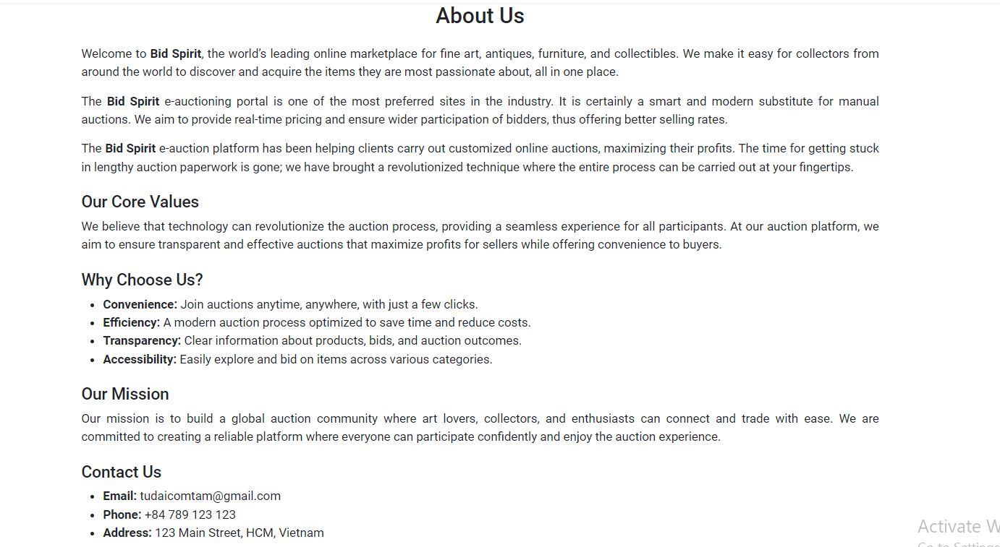 About Us
Welcome to Bid Spirit, the world’s leading online marketplace for fine art, antiques, furniture, and collectibles. We make it easy for collectors from
around the world to discover and acquire the items they are most passionate about, all in one place.
The Bid Spirit e-auctioning portal is one of the most preferred sites in the industry. It is certainly a smart and modern substitute for manual
auctions. We aim to provide real-time pricing and ensure wider participation of bidders, thus offering better selling rates.
The Bid Spirit e-auction platform has been helping clients carry out customized online auctions, maximizing their profits. The time for getting stuck
in lengthy auction paperwork is gone; we have brought a revolutionized technique where the entire process can be carried out at your fingertips.
Our Core Values
We believe that technology can revolutionize the auction process, providing a seamless experience for all participants. At our auction platform, we
aim to ensure transparent and effective auctions that maximize profits for sellers while offering convenience to buyers.
Why Choose Us?
• Convenience: Join auctions anytime, anywhere, with just a few clicks.
• Efficiency: A modern auction process optimized to save time and reduce costs.
• Transparency: Clear information about products, bids, and auction outcomes.
• Accessibility: Easily explore and bid on items across various categories.
Our Mission
Our mission is to build a global auction community where art lovers, collectors, and enthusiasts can connect and trade with ease. We are
committed to creating a reliable platform where everyone can participate confidently and enjoy the auction experience.
Contact Us
• Email: tudaicomtam@gmail.com
• Phone: +84 789 123 123
• Address: 123 Main Street, HCM, Vietnam
Activate W
Go to Settings